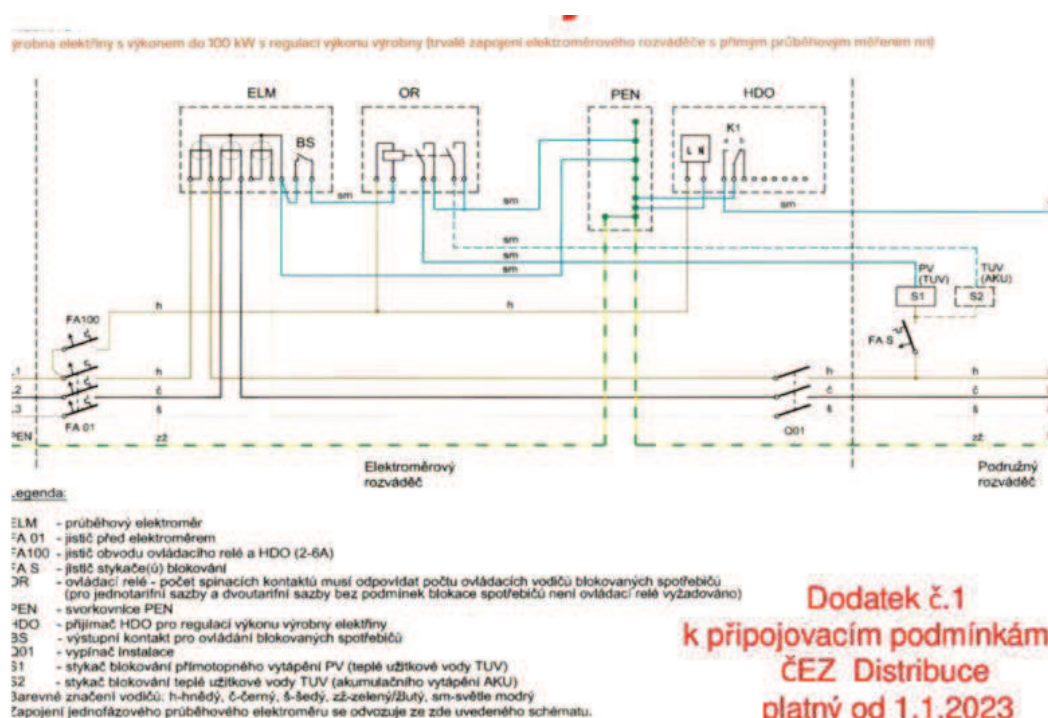 výrobna elektřiny s výkonem do 100 kW s regulací výkonu výrobny (trvalé zapojení elektroměrového rozváděče s přímým průběhovým měřením nn)
ELM OR PEN HDO
BS K1
L N
sm sm sm
sm
sm
sm
PV (TUV) TUV (AKU)
S1 S2
h h
FA100
FA S
L1 h h h
L2 č č č
L3 š š š
FA 01 Q01
PEN zž zž
Elektroměrový Podružný
rozváděč rozváděč
Legenda:
ELM - průběhový elektroměr
FA 01 - jistič před elektroměrem
FA100 - jistič obvodu ovládacího relé a HDO (2-6A)
FA S - jistič stykače(ů) blokování
OR - ovládací relé - počet spínacích kontaktů musí odpovídat počtu ovládacích vodičů blokovaných spotřebičů
(pro jednotarifní sazby a dvoutarifní sazby bez podmínek blokace spotřebičů není ovládací relé vyžadováno)
PEN - svorkovnice PEN
HDO - přijímač HDO pro regulaci výkonu výrobny elektřiny
BS - výstupní kontakt pro ovládání blokovaných spotřebičů
Q01 - vypínač instalace
S1 - stykač blokování přímotopného vytápění PV (teplé užitkové vody TUV)
S2 - stykač blokování teplé užitkové vody TUV (akumulačního vytápění AKU)
Barevné značení vodičů: h-hnědý, č-černý, š-šedý, zž-zelený/žlutý, sm-světle modrý
Zapojení jednofázového průběhového elektroměru se odvozuje ze zde uvedeného schématu.
Dodatek č.1
k připojovacím podmínkám
ČEZ Distribuce
platný od 1.1.2023